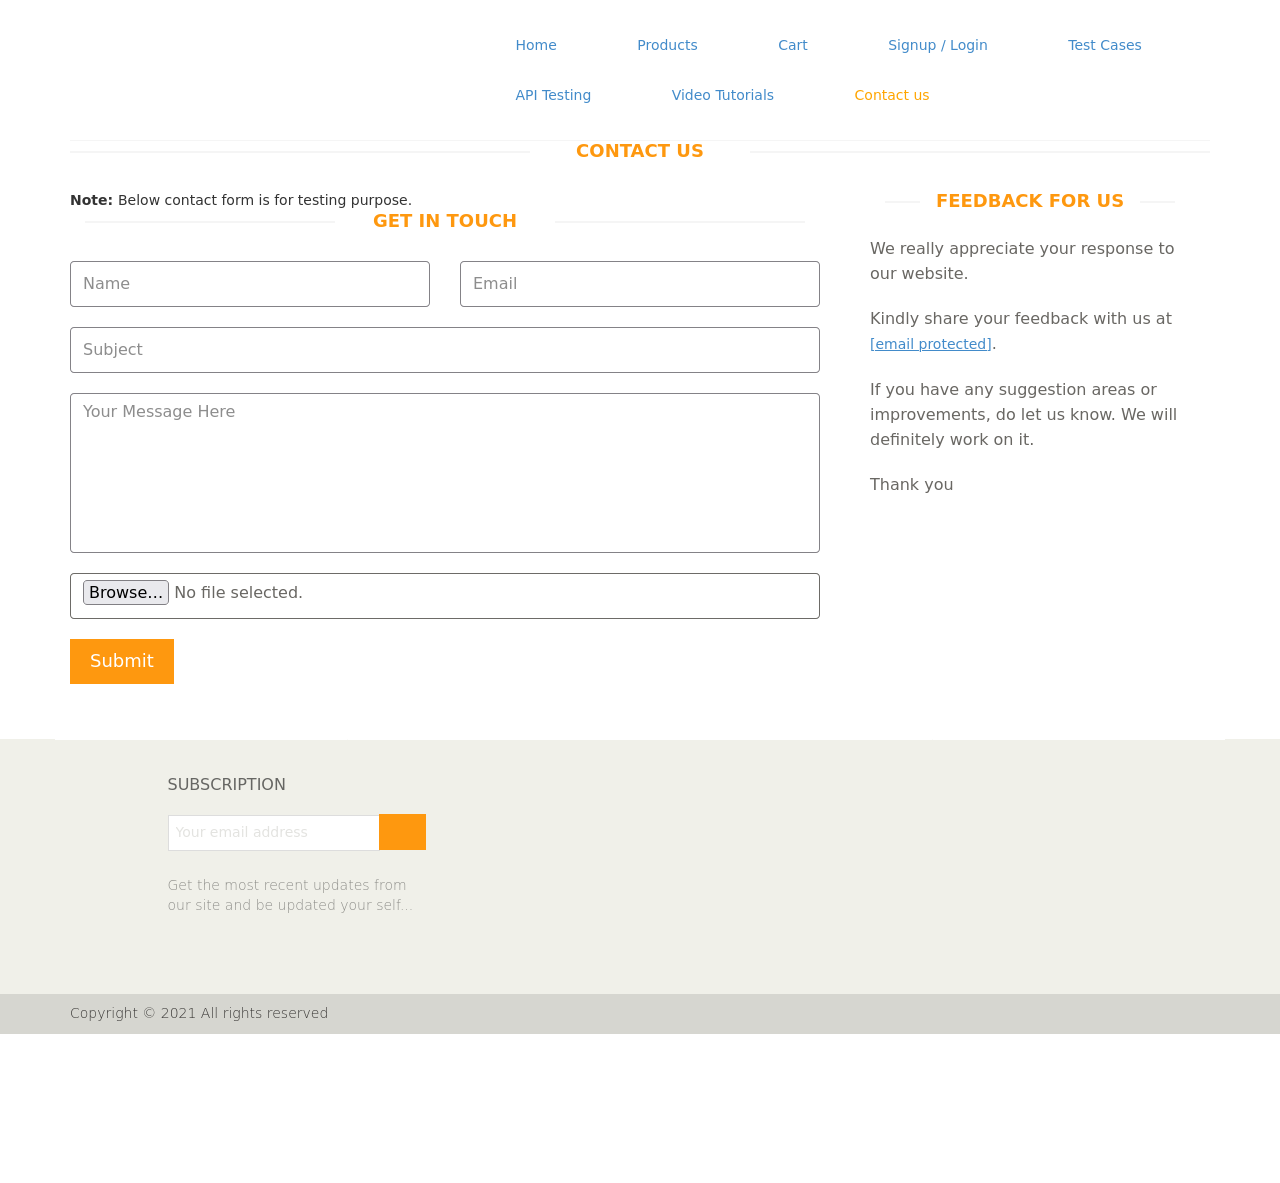 Home Products Cart Signup / Login Test Cases
API Testing Video Tutorials Contact us
CONTACT US
Note: Below contact form is for testing purpose.
GET IN TOUCH
Name Email
Subject
Your Message Here
Browse... No file selected.
Submit
FEEDBACK FOR US
We really appreciate your response to
our website.
Kindly share your feedback with us at
[email protected].
If you have any suggestion areas or
improvements, do let us know. We will
definitely work on it.
Thank you
SUBSCRIPTION
Your email address
Get the most recent updates from
our site and be updated your self...
Copyright © 2021 All rights reserved